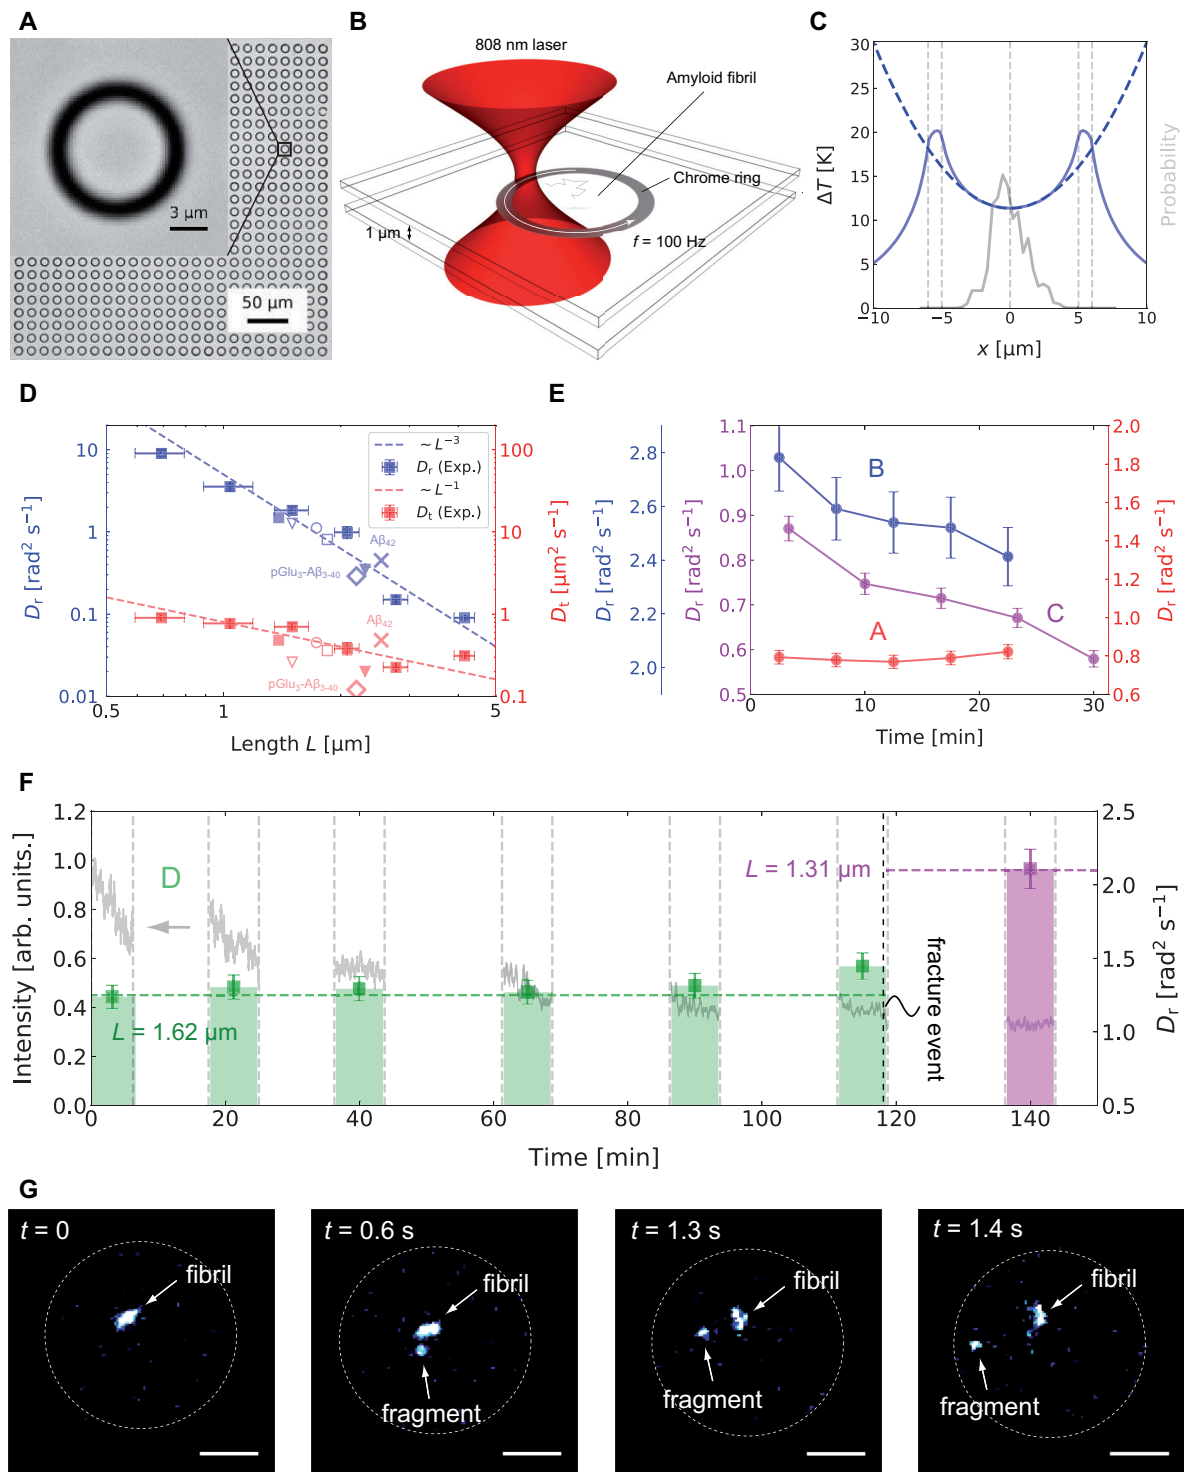 A
3 µm
50 µm
B
808 nm laser
Amyloid fibril
Chrome ring
1 µm
f = 100 Hz
C
30
25
20
15
10
5
0
ΔT [K]
Probability
−10
−5
0
5
10
x [µm]
D
10
1
0.1
0.01
Dr [rad² s⁻¹]
~ L⁻³
Dr (Exp.)
~ L⁻¹
Dt (Exp.)
Aβ42
pGlu3-Aβ3-40
Aβ42
pGlu3-Aβ3-40
100
10
1
0.1
Dt [µm² s⁻¹]
0.5
1
5
Length L [µm]
E
2.8
2.6
2.4
2.2
2.0
Dr [rad² s⁻¹]
1.1
1.0
0.9
0.8
0.7
0.6
0.5
Dr [rad² s⁻¹]
B
C
A
2.0
1.8
1.6
1.4
1.2
1.0
0.8
0.6
Dr [rad² s⁻¹]
0
10
20
30
Time [min]
F
1.2
1.0
0.8
0.6
0.4
0.2
0.0
Intensity [arb. units.]
D
L = 1.62 µm
L = 1.31 µm
fracture event
2.5
2.0
1.5
1.0
0.5
Dr [rad² s⁻¹]
0
20
40
60
80
100
120
140
Time [min]
G
t = 0
fibril
t = 0.6 s
fibril
fragment
t = 1.3 s
fibril
fragment
t = 1.4 s
fibril
fragment